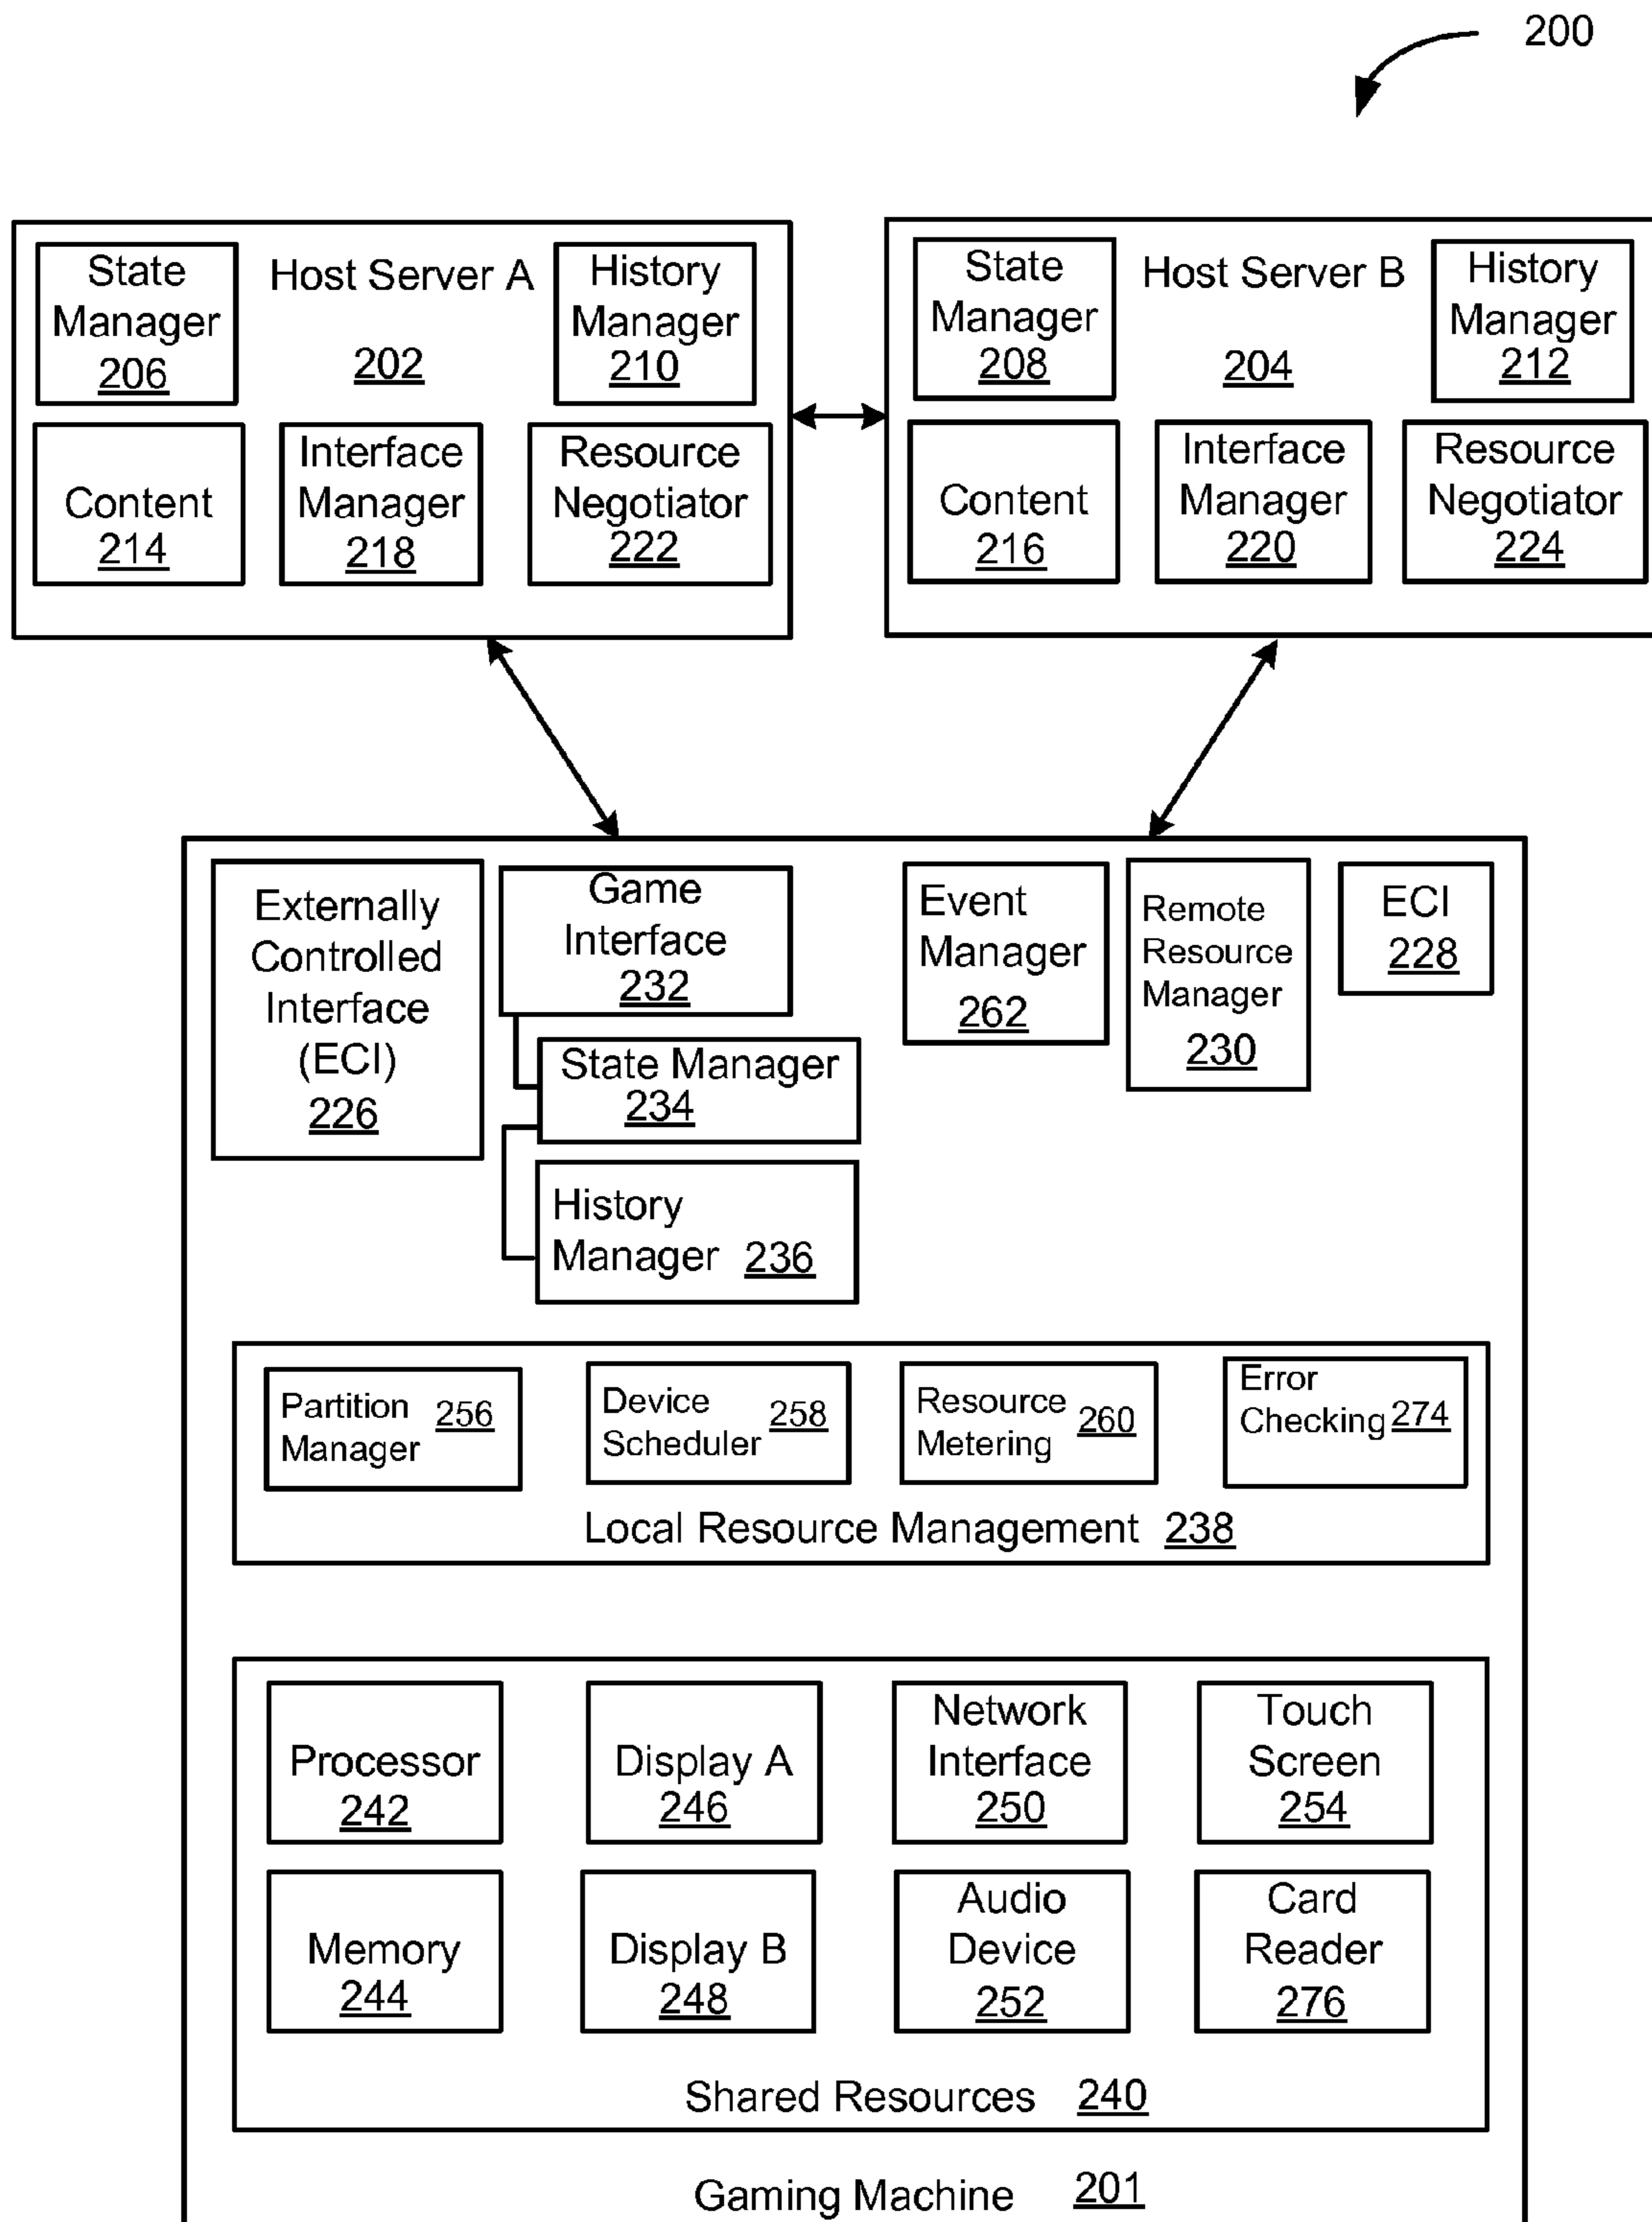 200
State
Manager
206
Host Server A
202
History
Manager
210
Content
214
Interface
Manager
218
Resource
Negotiator
222
State
Manager
208
Host Server B
204
History
Manager
212
Content
216
Interface
Manager
220
Resource
Negotiator
224
Externally
Controlled
Interface
(ECI)
226
Game
Interface
232
State Manager
234
History
Manager 236
Event
Manager
262
Remote
Resource
Manager
230
ECI
228
Partition
Manager 256
Device
Scheduler 258
Resource
Metering 260
Error
Checking 274
Local Resource Management 238
Processor
242
Display A
246
Network
Interface
250
Touch
Screen
254
Memory
244
Display B
248
Audio
Device
252
Card
Reader
276
Shared Resources 240
Gaming Machine 201